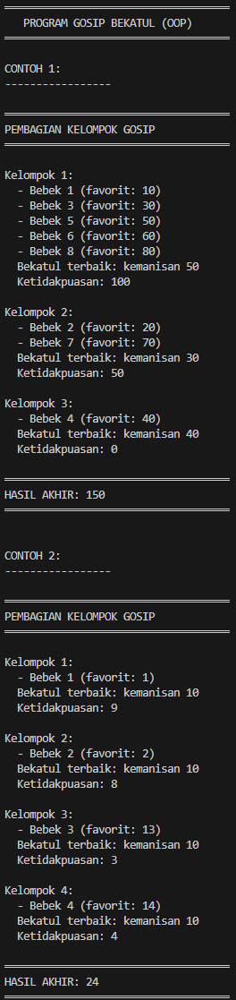 PROGRAM GOSIP BEKATUL (OOP)
CONTOH 1:
-----------------
PEMBAGIAN KELOMPOK GOSIP
Kelompok 1:
- Bebek 1 (favorit: 10)
- Bebek 3 (favorit: 30)
- Bebek 5 (favorit: 50)
- Bebek 6 (favorit: 60)
- Bebek 8 (favorit: 80)
Bekatul terbaik: kemanisan 50
Ketidakpuasan: 100
Kelompok 2:
- Bebek 2 (favorit: 20)
- Bebek 7 (favorit: 70)
Bekatul terbaik: kemanisan 30
Ketidakpuasan: 50
Kelompok 3:
- Bebek 4 (favorit: 40)
Bekatul terbaik: kemanisan 40
Ketidakpuasan: 0
HASIL AKHIR: 150
CONTOH 2:
-----------------
PEMBAGIAN KELOMPOK GOSIP
Kelompok 1:
- Bebek 1 (favorit: 1)
Bekatul terbaik: kemanisan 10
Ketidakpuasan: 9
Kelompok 2:
- Bebek 2 (favorit: 2)
Bekatul terbaik: kemanisan 10
Ketidakpuasan: 8
Kelompok 3:
- Bebek 3 (favorit: 13)
Bekatul terbaik: kemanisan 10
Ketidakpuasan: 3
Kelompok 4:
- Bebek 4 (favorit: 14)
Bekatul terbaik: kemanisan 10
Ketidakpuasan: 4
HASIL AKHIR: 24